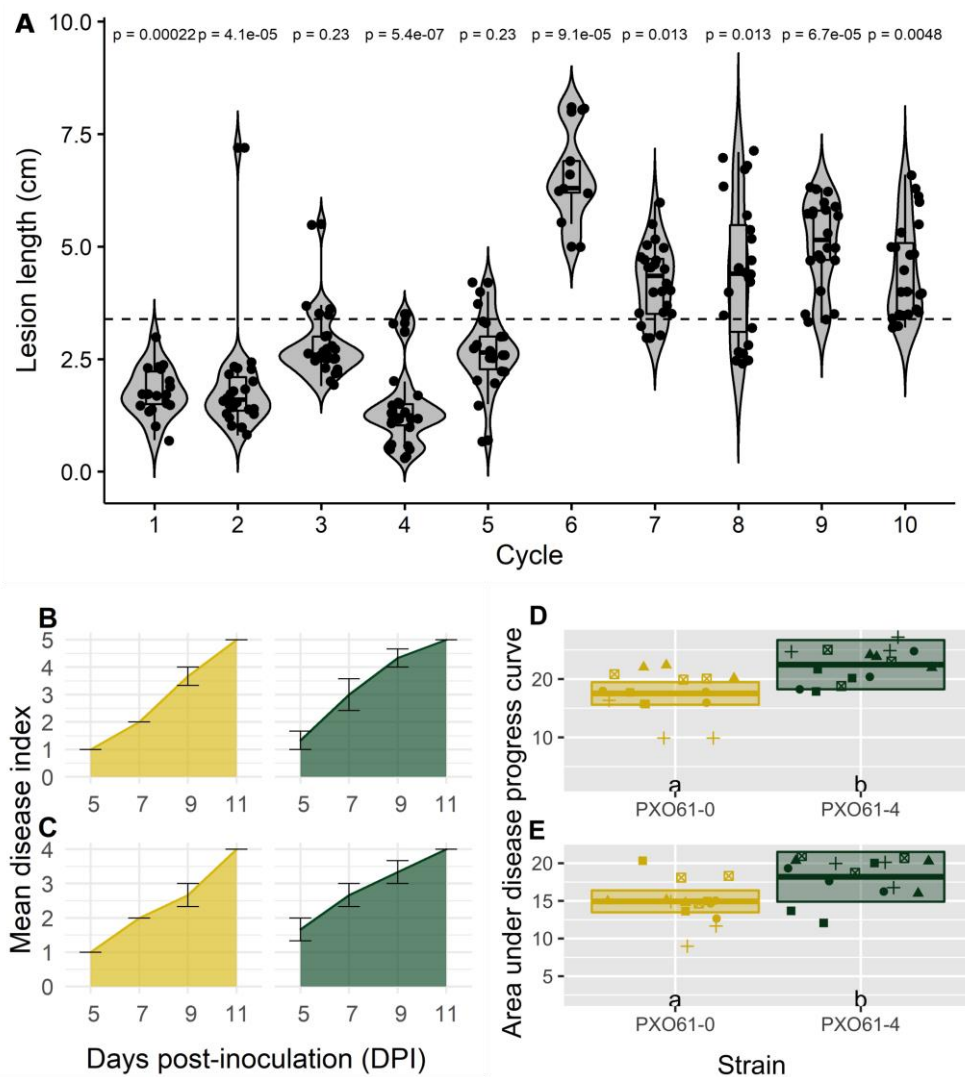 A
10.0
p = 0.00022 p = 4.1e-05 p = 0.23 p = 5.4e-07 p = 0.23 p = 9.1e-05 p = 0.013 p = 0.013 p = 6.7e-05 p = 0.0048
7.5
Lesion length (cm)
5.0
2.5
0.0
1 2 3 4 5 6 7 8 9 10
Cycle
B
5
4
3
2
1
0
5 7 9 11 5 7 9 11
Mean disease index
C
4
3
2
1
0
5 7 9 11 5 7 9 11
Days post-inoculation (DPI)
D
20
10
a b
PXO61-0 PXO61-4
Area under disease progress curve
E
20
15
10
5
a b
PXO61-0 PXO61-4
Strain